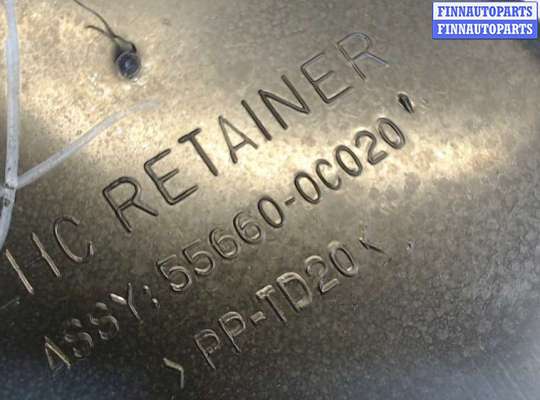 FINNAUTOPARTS
FINNAUTOPARTS
HC RETAINER
ASSY; 55660-0C020
>PP-TD20<